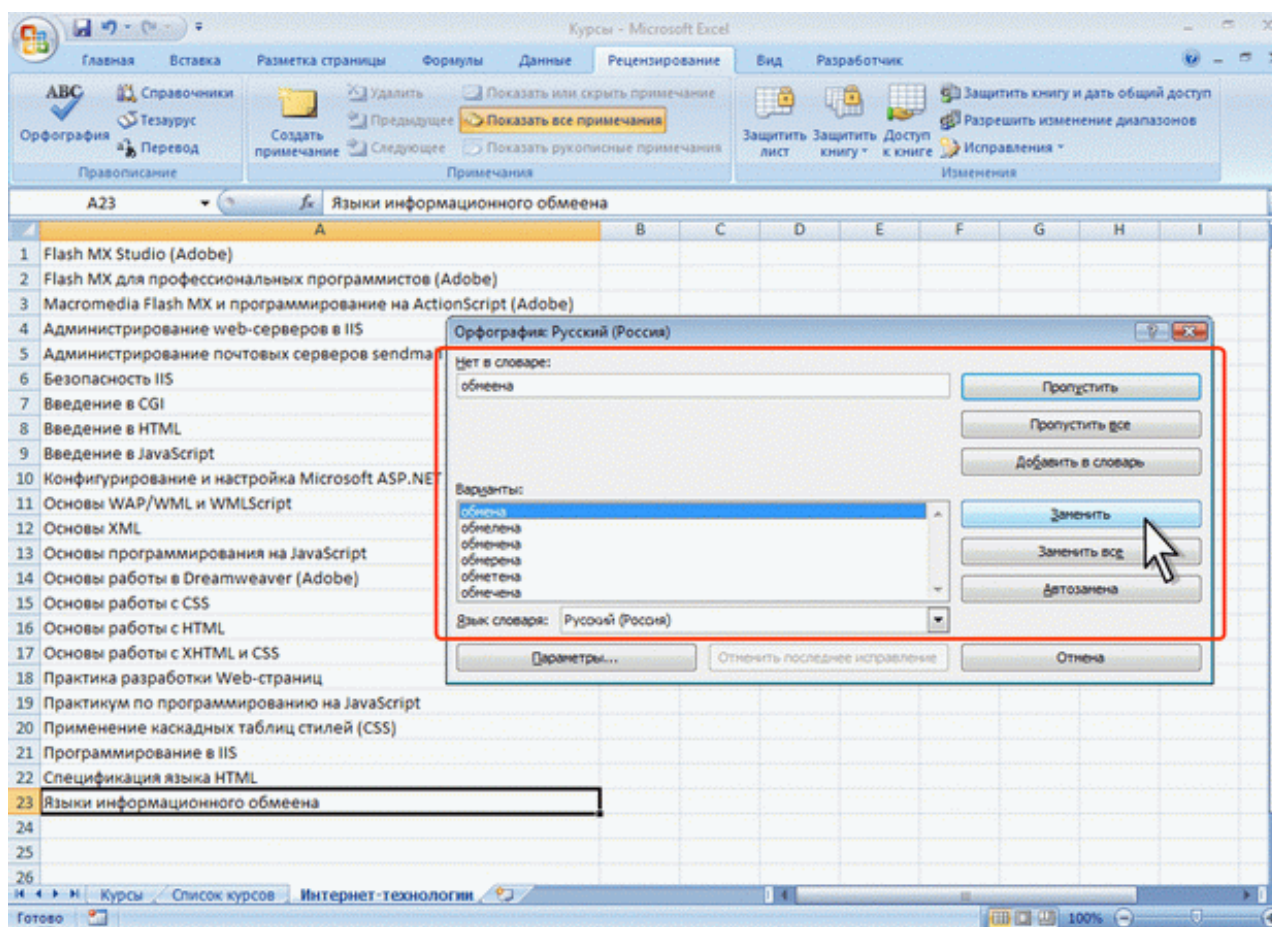 Курсы - Microsoft Excel
Главная Вставка Разметка страницы Формулы Данные Рецензирование Вид Разработчик
ABC Справочники Удалить Показать или скрыть примечание Защитить книгу и дать общий доступ
Орфография Тезаурус Создать примечание Предыдущее Показать все примечания Защитить лист Защитить книгу Доступ к книге Разрешить изменение диапазонов
Перевод Следующее Показать рукописные примечания Исправления
Правописание Примечания Изменения
A23 fx Языки информационного обмеена
A B C D E F G H I
1 Flash MX Studio (Adobe)
2 Flash MX для профессиональных программистов (Adobe)
3 Macromedia Flash MX и программирование на ActionScript (Adobe)
4 Администрирование web-серверов в IIS
5 Администрирование почтовых серверов sendmail
6 Безопасность IIS
7 Введение в CGI
8 Введение в HTML
9 Введение в JavaScript
10 Конфигурирование и настройка Microsoft ASP.NET
11 Основы WAP/WML и WMLScript
12 Основы XML
13 Основы программирования на JavaScript
14 Основы работы в Dreamweaver (Adobe)
15 Основы работы с CSS
16 Основы работы с HTML
17 Основы работы с XHTML и CSS
18 Практика разработки Web-страниц
19 Практикум по программированию на JavaScript
20 Применение каскадных таблиц стилей (CSS)
21 Программирование в IIS
22 Спецификация языка HTML
23 Языки информационного обмеена
24
25
26
Орфография: Русский (Россия)
Нет в словаре:
обмеена Пропустить
Пропустить все
Добавить в словарь
Варианты:
обмена Заменить
обмелена
обменена Заменить все
обмерена
обметена Автозамена
обмечена
Язык словаря: Русский (Россия)
Параметры... Отменить последнее исправление Отмена
Курсы Список курсов Интернет-технологии
Готово 100%